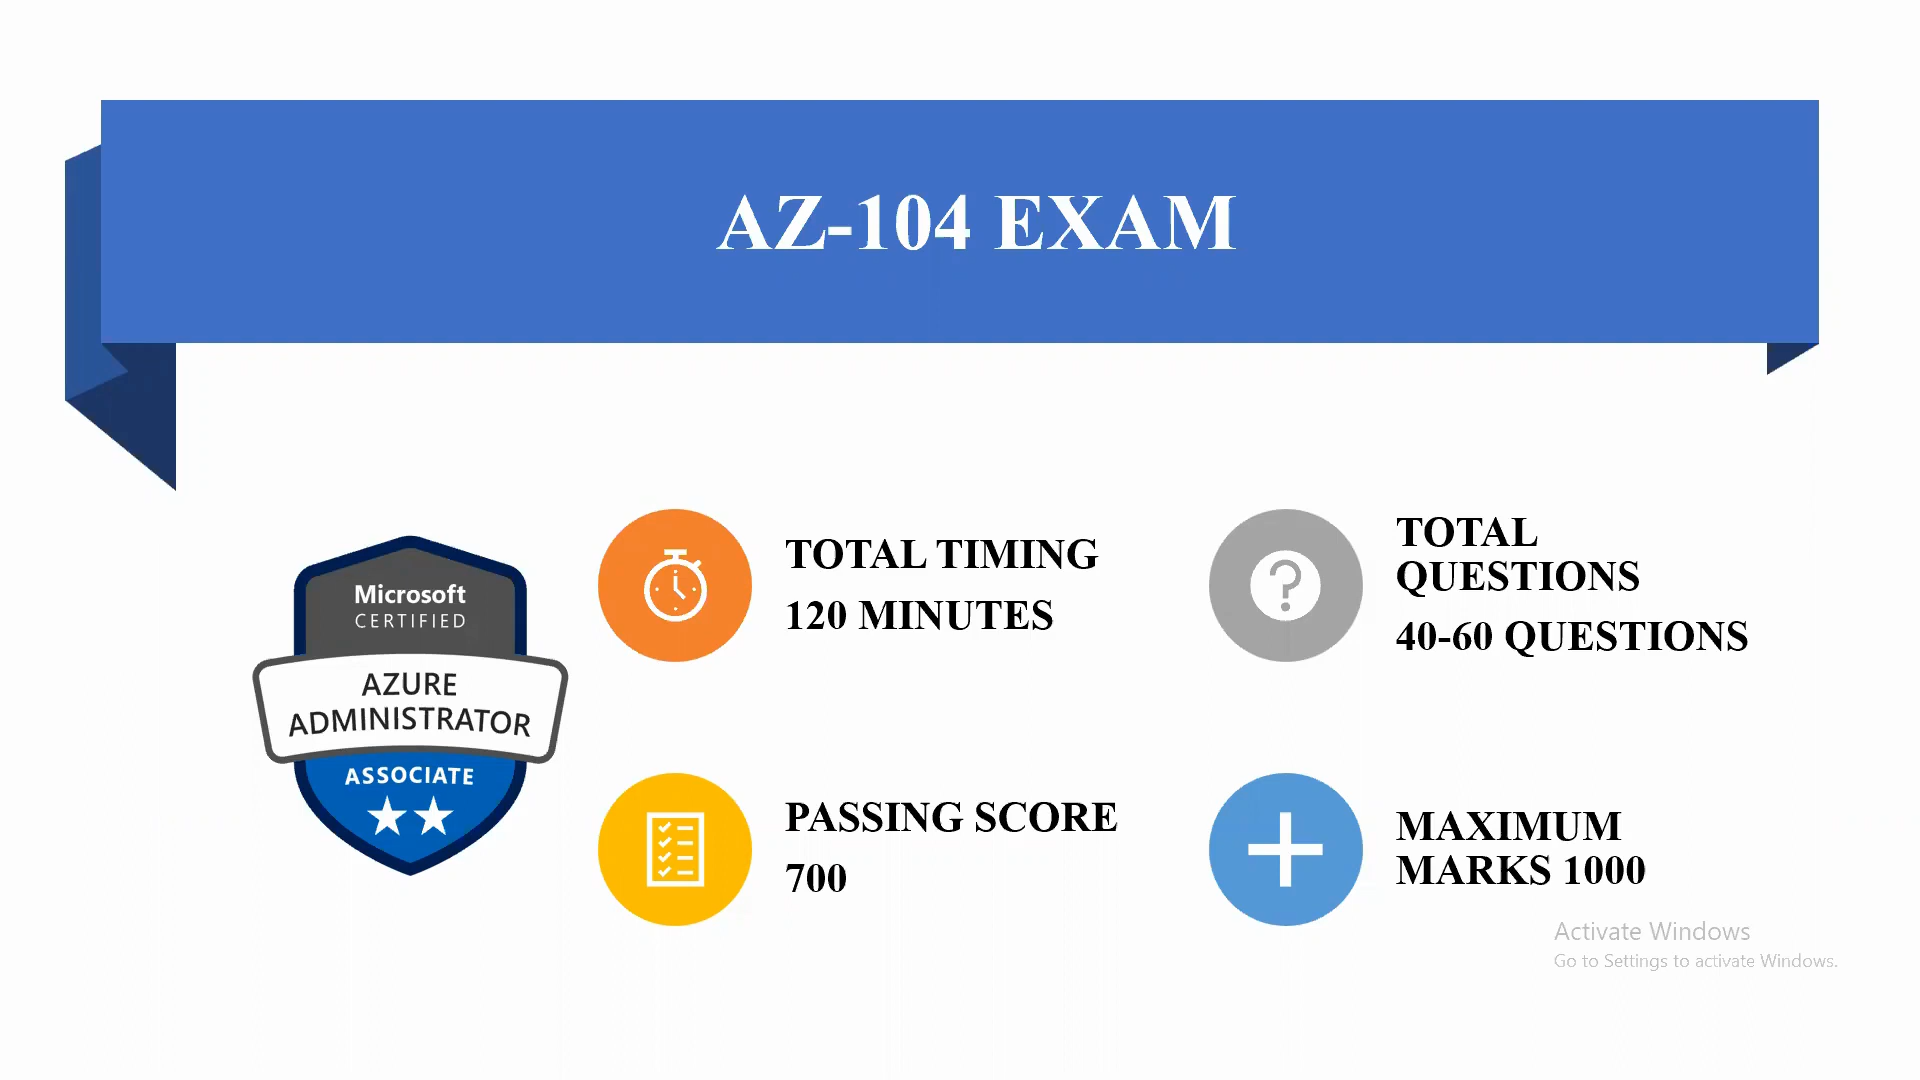 AZ-104 EXAM
Microsoft
CERTIFIED
AZURE
ADMINISTRATOR
ASSOCIATE
TOTAL TIMING
120 MINUTES
TOTAL
QUESTIONS
40-60 QUESTIONS
PASSING SCORE
700
MAXIMUM
MARKS 1000
Activate Windows
Go to Settings to activate Windows.